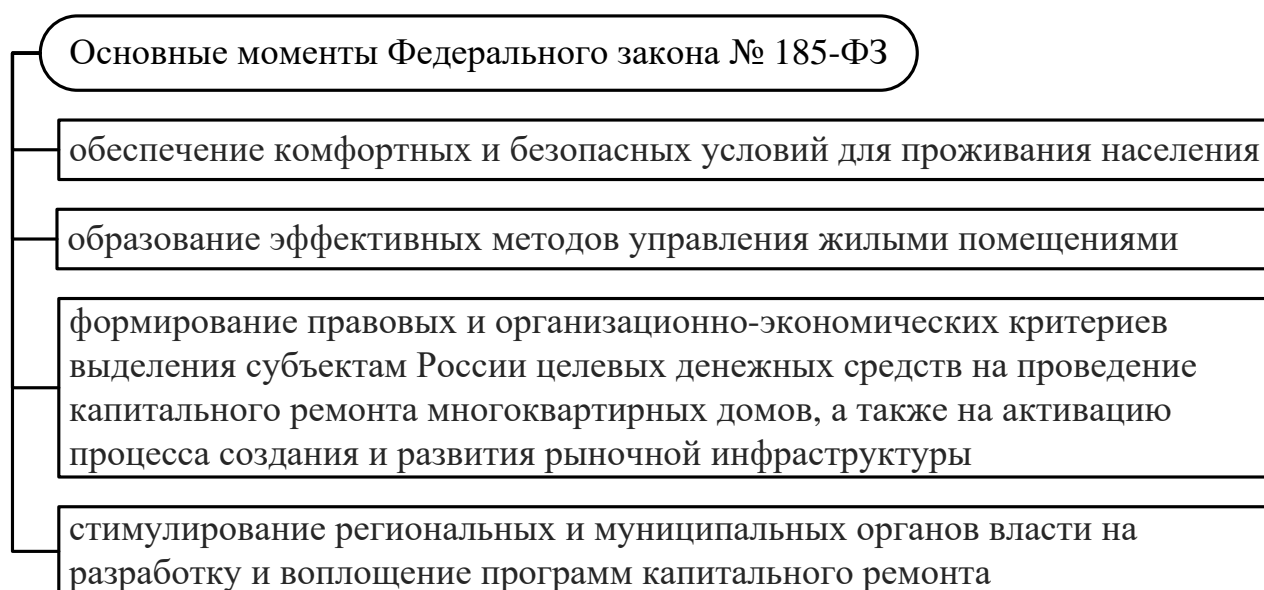 Основные моменты Федерального закона № 185-ФЗ
обеспечение комфортных и безопасных условий для проживания населения
образование эффективных методов управления жилыми помещениями
формирование правовых и организационно-экономических критериев
выделения субъектам России целевых денежных средств на проведение
капитального ремонта многоквартирных домов, а также на активацию
процесса создания и развития рыночной инфраструктуры
стимулирование региональных и муниципальных органов власти на
разработку и воплощение программ капитального ремонта